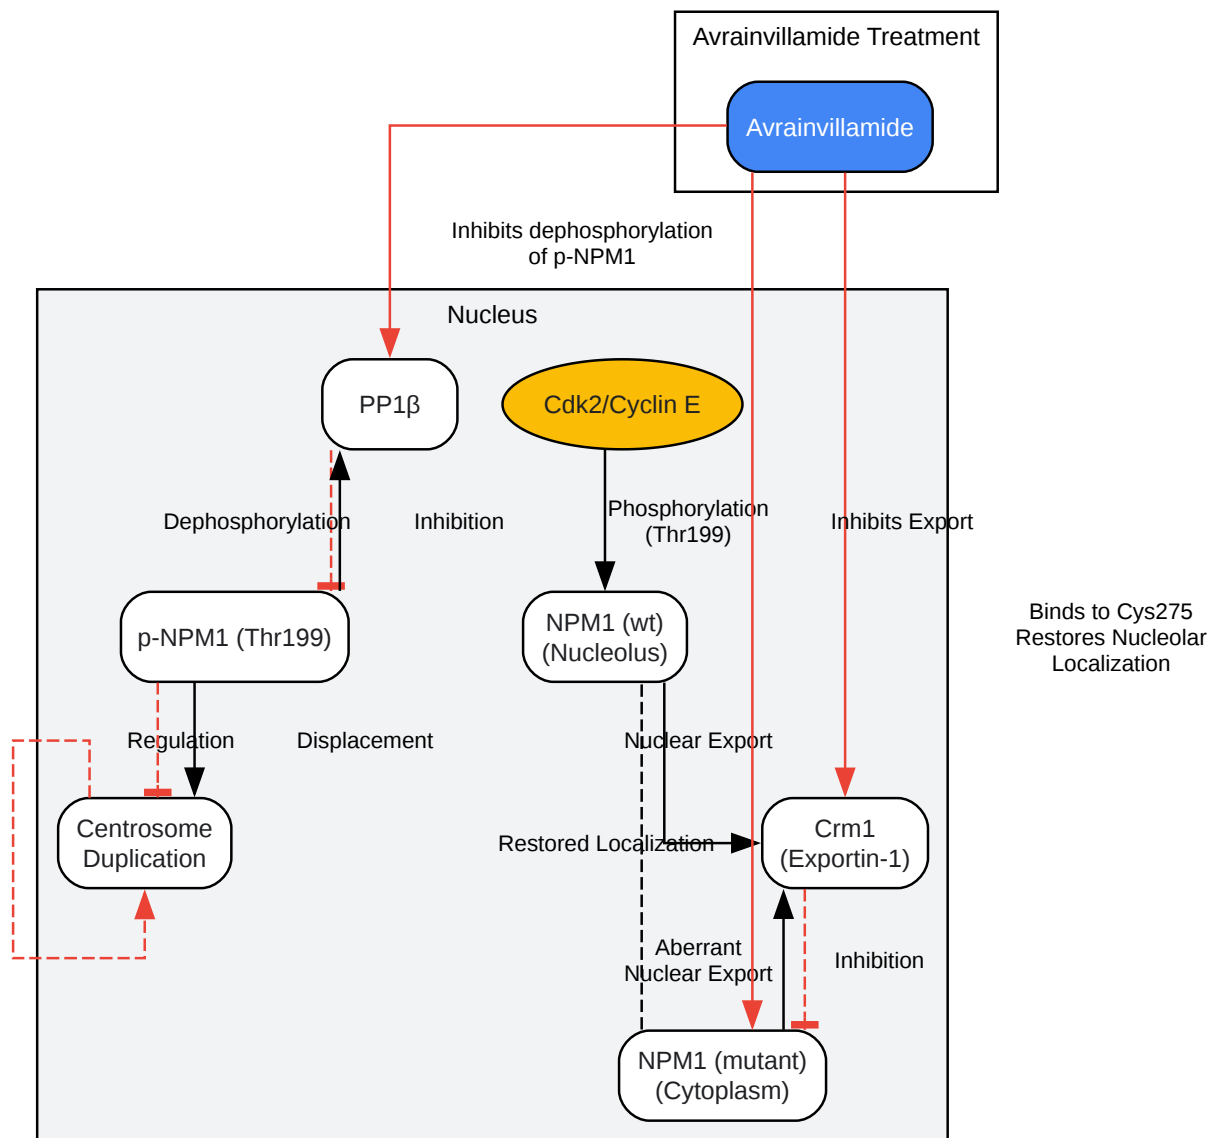 Avrainvillamide Treatment
Avrainvillamide
Inhibits dephosphorylation
of p-NPM1
Nucleus
PP1β
Cdk2/Cyclin E
Dephosphorylation
Inhibition
Phosphorylation
(Thr199)
Inhibits Export
p-NPM1 (Thr199)
NPM1 (wt)
(Nucleolus)
Binds to Cys275
Restores Nucleolar
Localization
Regulation
Displacement
Nuclear Export
Centrosome
Duplication
Restored Localization
Crm1
(Exportin-1)
Aberrant
Nuclear Export
Inhibition
NPM1 (mutant)
(Cytoplasm)